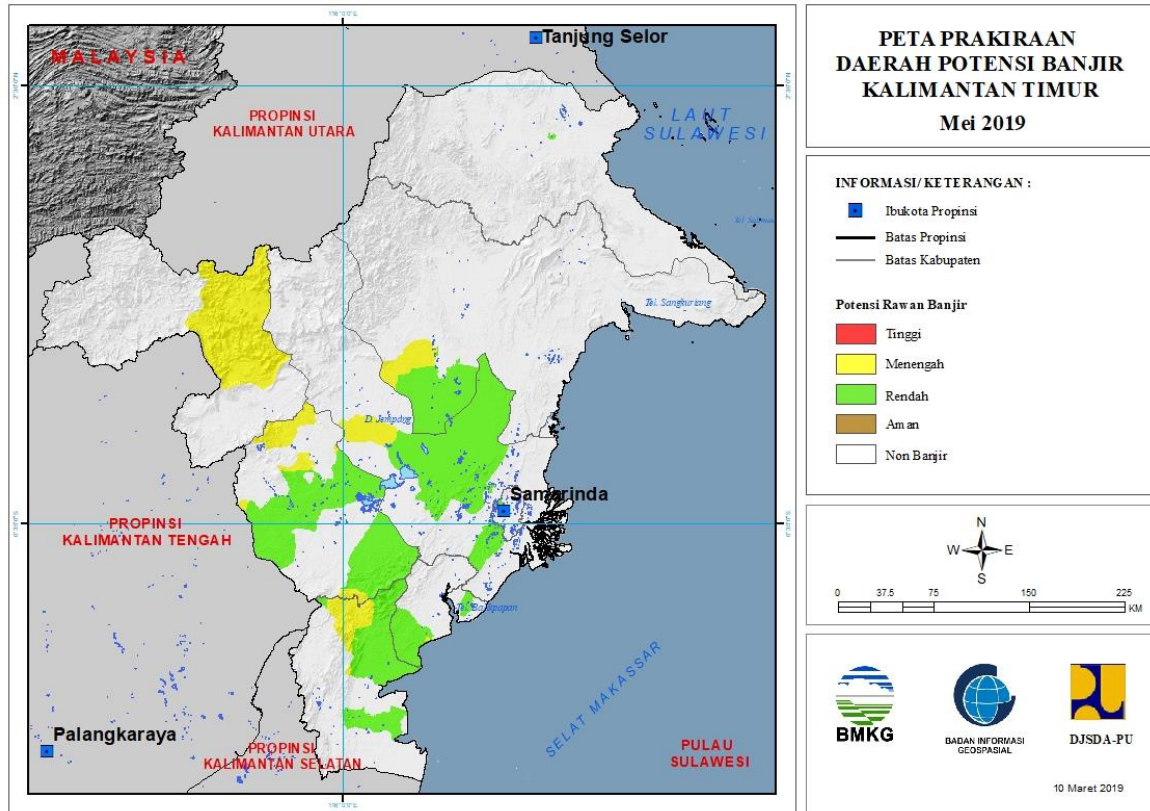 Tanjung Selor
MALAYSIA
PROPINSI
KALIMANTAN UTARA
LAUT
SULAWESI
Tel. Sangkuriang
D. Jempang
Samarinda
PROPINSI
KALIMANTAN TENGAH
Tel. Balikpapan
SELAT MAKASSAR
Palangkaraya
PROPINSI
KALIMANTAN SELATAN
PULAU
SULAWESI
PETA PRAKIRAAN
DAERAH POTENSI BANJIR
KALIMANTAN TIMUR
Mei 2019
INFORMASI/ KETERANGAN :
Ibukota Propinsi
Batas Propinsi
Batas Kabupaten
Potensi Rawan Banjir
Tinggi
Menengah
Rendah
Aman
Non Banjir
N
W E
S
0 37.5 75 150 225
KM
BMKG
BADAN INFORMASI
GEOSPASIAL
DJSDA-PU
10 Maret 2019